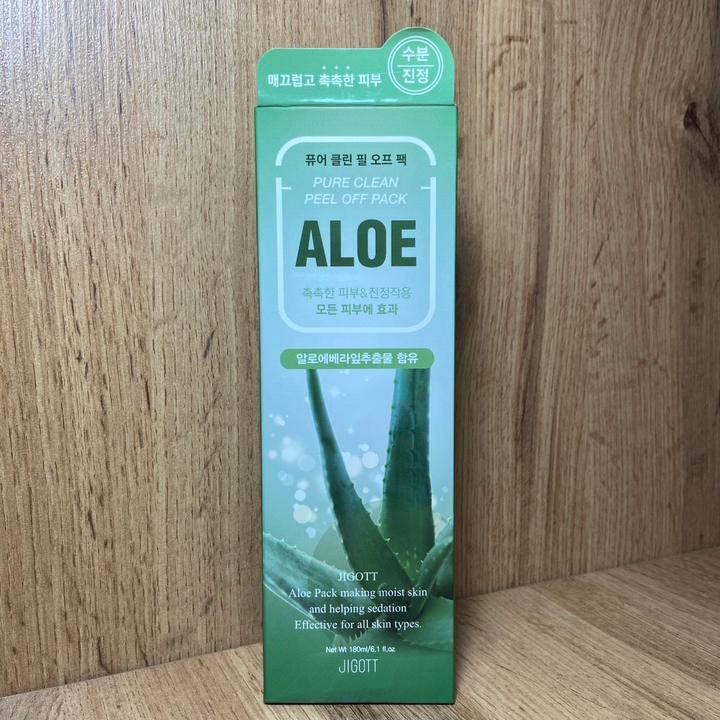 수분
진정
매끄럽고 촉촉한 피부
퓨어 클린 필 오프 팩
PURE CLEAN
PEEL OFF PACK
ALOE
촉촉한 피부&진정작용
모든 피부에 효과
알로에베라잎추출물 함유
JIGOTT
Aloe Pack making moist skin
and helping sedation
Effective for all skin types.
Net Wt 180ml/6.1 fl.oz
JIGOTT